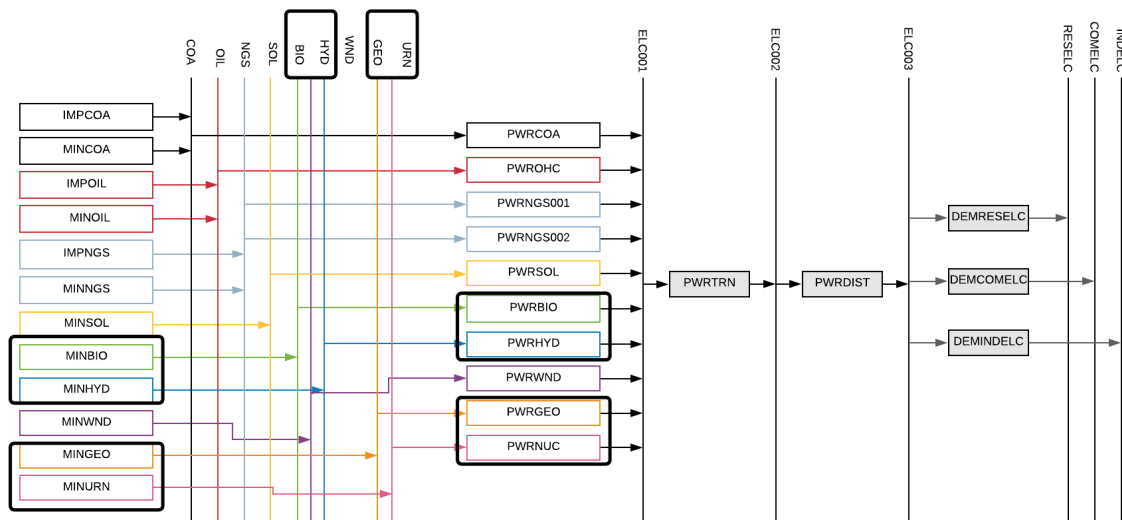 COA
OIL
NGS
SOL
BIO
HYD
WND
GEO
URN
ELC001
ELC002
ELC003
RESELC
COMELC
INDELC
IMPCOA
MINCOA
IMPOIL
MINOIL
IMPNGS
MINNGS
MINSOL
MINBIO
MINHYD
MINWND
MINGEO
MINURN
PWRCOA
PWROHC
PWRNGS001
PWRNGS002
PWRSOL
PWRBIO
PWRHYD
PWRWND
PWRGEO
PWRNUC
PWRTRN
PWRDIST
DEMRESELC
DEMCOMELC
DEMINDELC